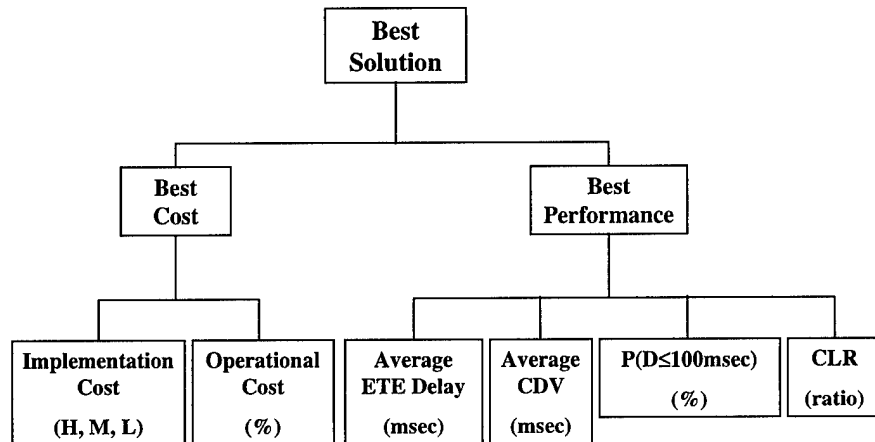 Best
Solution
Best
Cost
Best
Performance
Implementation
Cost
(H, M, L)
Operational
Cost
(%)
Average
ETE Delay
(msec)
Average
CDV
(msec)
P(D≤100msec)
(%)
CLR
(ratio)